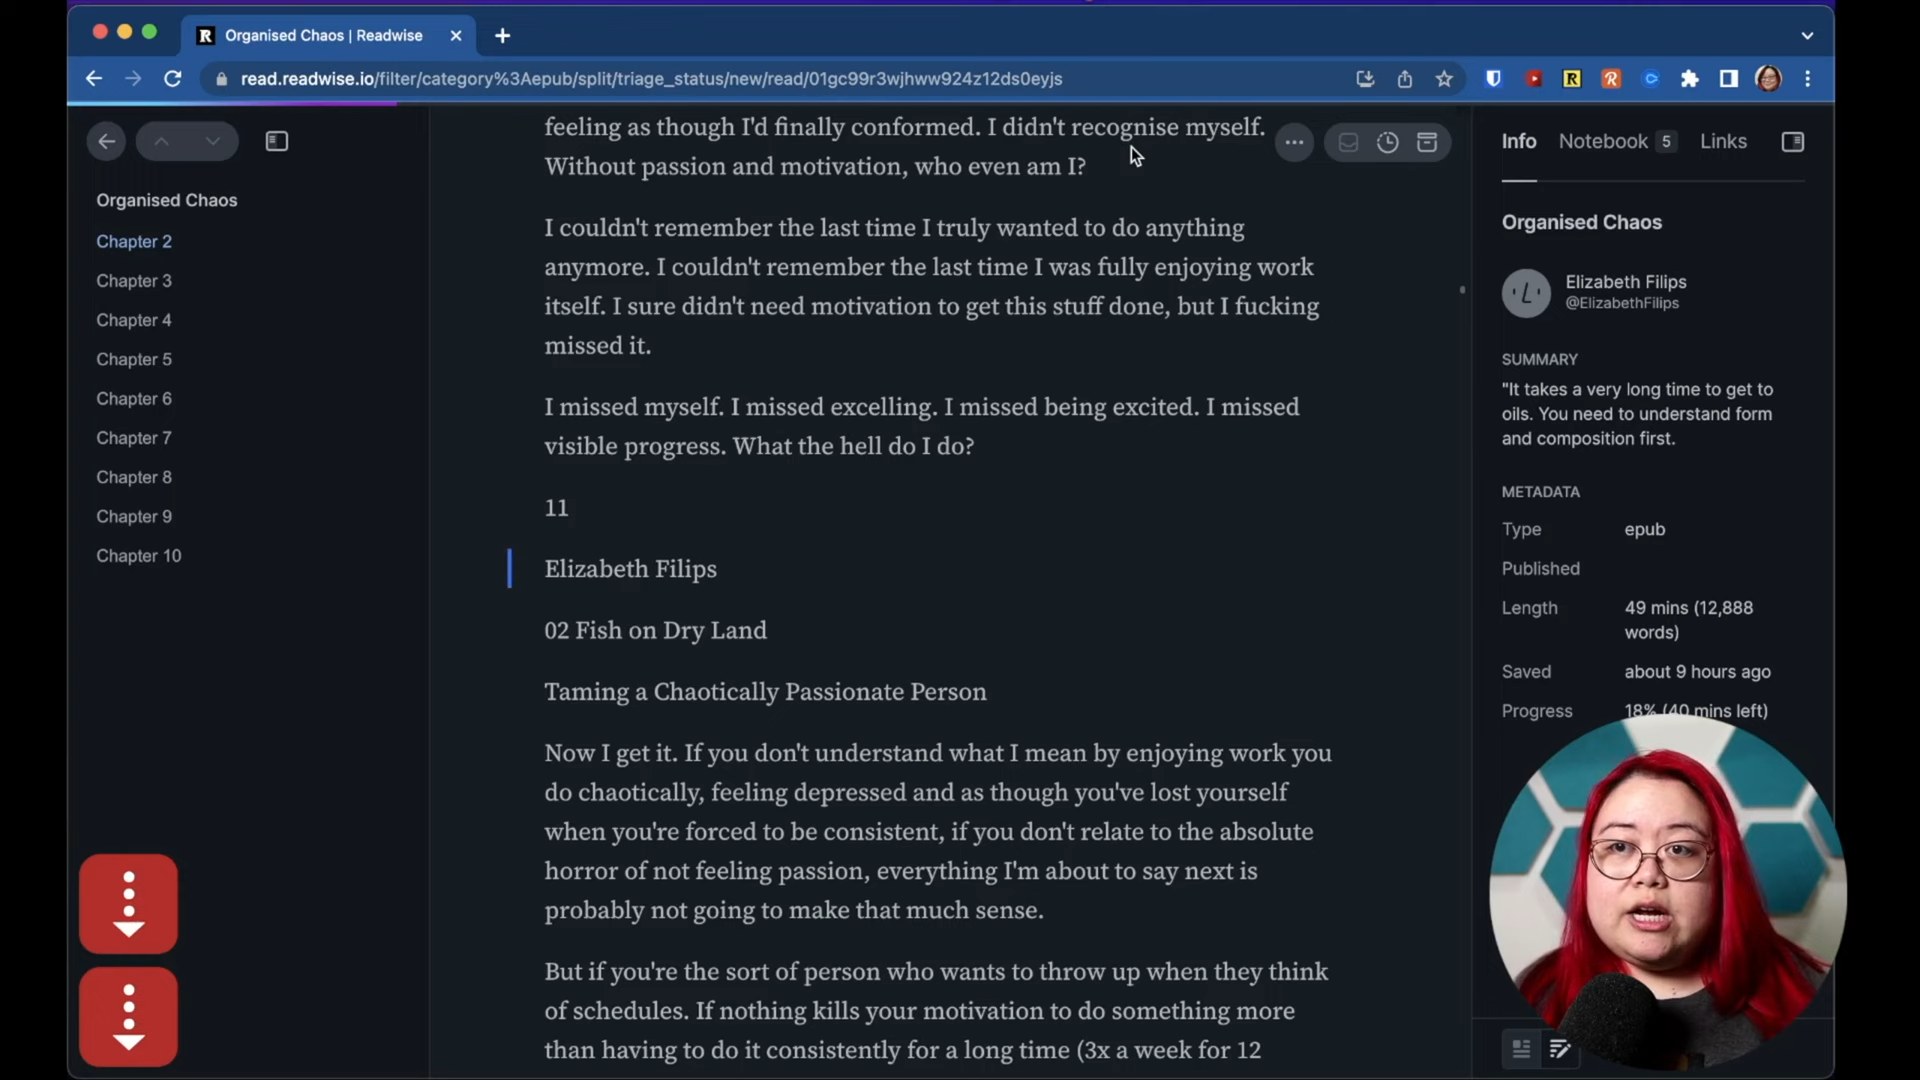 Organised Chaos | Readwise
read.readwise.io/filter/category%3Aepub/split/triage_status/new/read/01gc99r3wjhww924z12ds0eyjs
Organised Chaos
Chapter 2
Chapter 3
Chapter 4
Chapter 5
Chapter 6
Chapter 7
Chapter 8
Chapter 9
Chapter 10
feeling as though I'd finally conformed. I didn't recognise myself.
Without passion and motivation, who even am I?
I couldn't remember the last time I truly wanted to do anything
anymore. I couldn't remember the last time I was fully enjoying work
itself. I sure didn't need motivation to get this stuff done, but I fucking
missed it.
I missed myself. I missed excelling. I missed being excited. I missed
visible progress. What the hell do I do?
11
Elizabeth Filips
02 Fish on Dry Land
Taming a Chaotically Passionate Person
Now I get it. If you don't understand what I mean by enjoying work you
do chaotically, feeling depressed and as though you've lost yourself
when you're forced to be consistent, if you don't relate to the absolute
horror of not feeling passion, everything I'm about to say next is
probably not going to make that much sense.
But if you're the sort of person who wants to throw up when they think
of schedules. If nothing kills your motivation to do something more
than having to do it consistently for a long time (3x a week for 12
Info Notebook 5 Links
Organised Chaos
Elizabeth Filips
@ElizabethFilips
SUMMARY
"It takes a very long time to get to
oils. You need to understand form
and composition first.
METADATA
Type epub
Published
Length 49 mins (12,888
words)
Saved about 9 hours ago
Progress 18% (40 mins left)